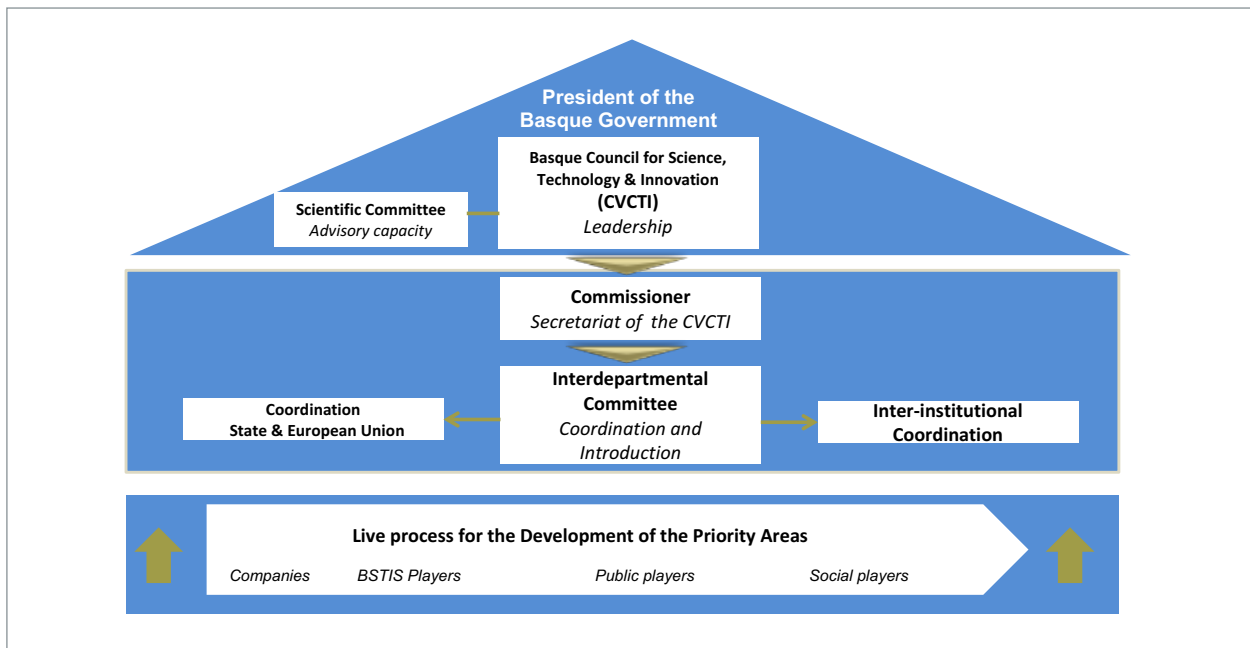 President of the
Basque Government
Basque Council for Science,
Technology & Innovation
(CVCTI)
Leadership
Scientific Committee
Advisory capacity
Commissioner
Secretariat of the CVCTI
Interdepartmental
Committee
Coordination and
Introduction
Coordination
State & European Union
Inter-institutional
Coordination
Live process for the Development of the Priority Areas
Companies BSTIS Players Public players Social players